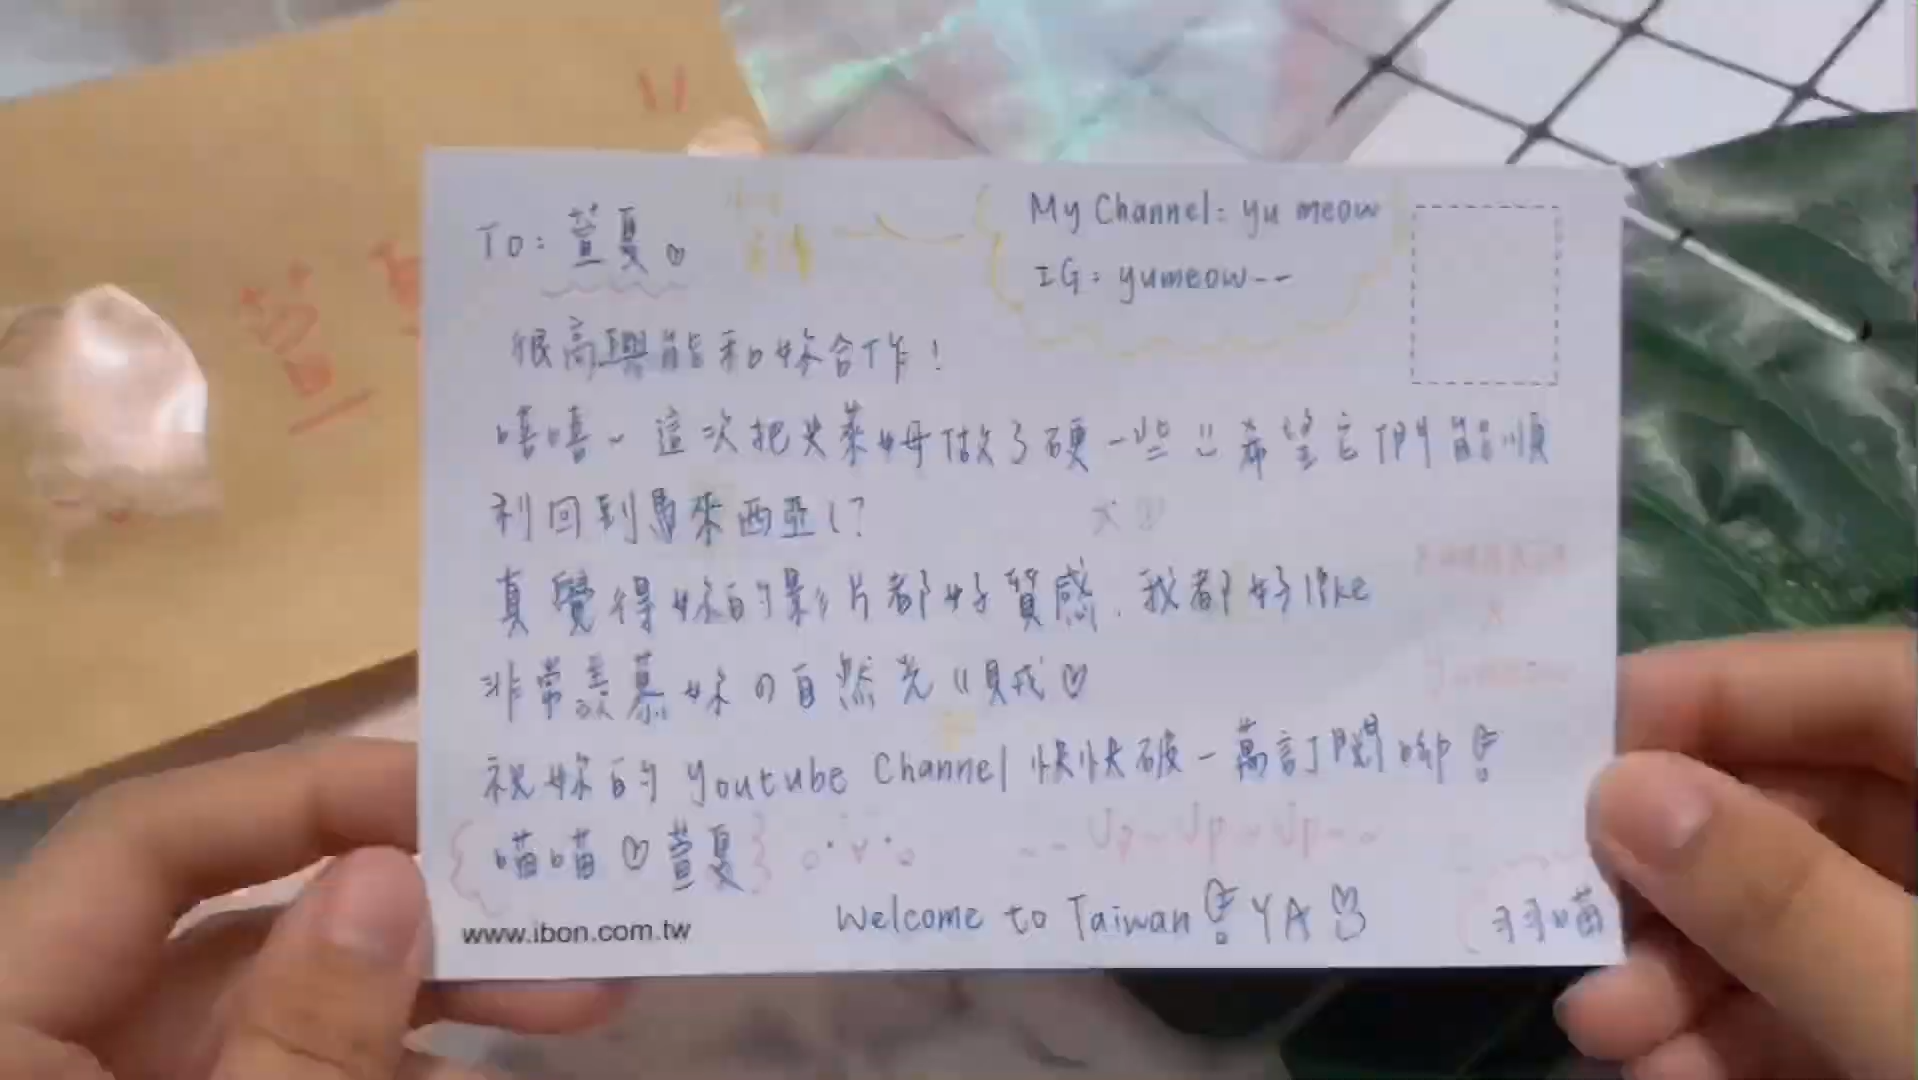 To: 萱夏♡
My Channel: yu meow
IG: yumeow--
很高興能和妳合作!
嘻嘻~這次把史萊姆做了硬一些 希望它們能順
利回到馬來西亞!?
真覺得妳的影片都好質感,我都好like
非常羨慕妳の自然光
祝妳的 youtube Channel 快快破一萬訂閱呦
喵喵♡萱夏
Up~Up~Up~~
www.ibon.com.tw
Welcome to Taiwan YA
羽羽喵
萱